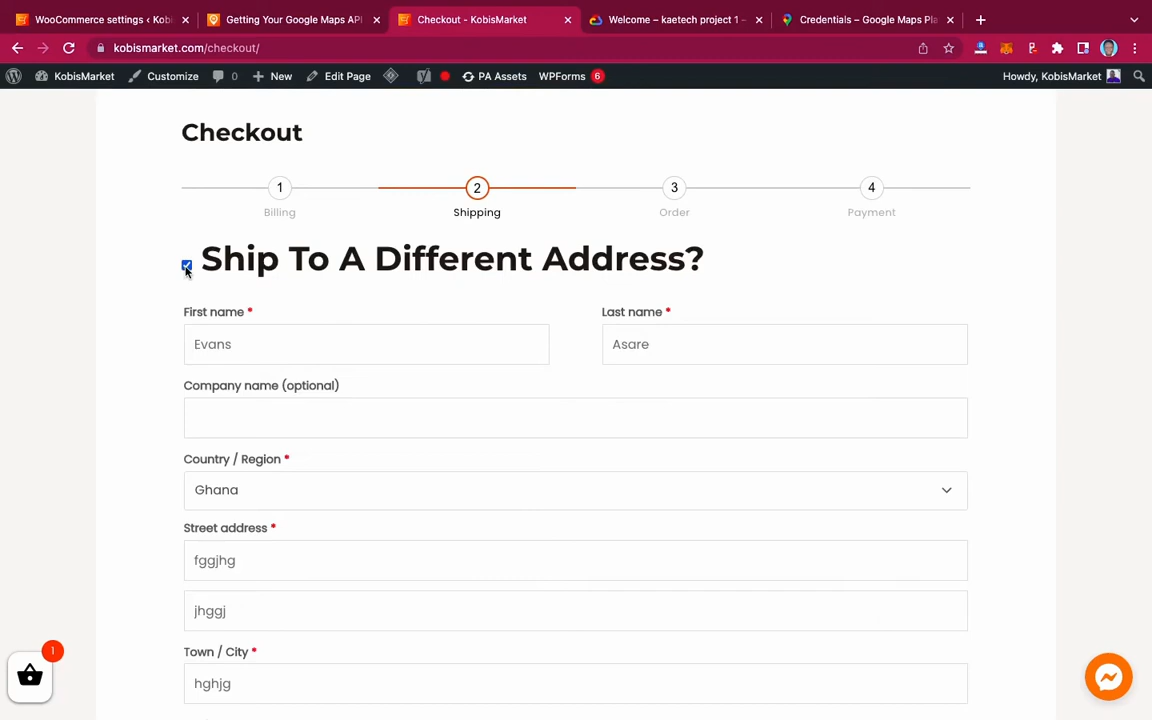 WooCommerce settings ‹ Kobis
Getting Your Google Maps API
Checkout - KobisMarket
Welcome – kaetech project 1 –
Credentials – Google Maps Pla
kobismarket.com/checkout/
KobisMarket
Customize
0
New
Edit Page
PA Assets
WPForms 6
Howdy, KobisMarket
Checkout
1
2
3
4
Billing
Shipping
Order
Payment
Ship To A Different Address?
First name *
Last name *
Evans
Asare
Company name (optional)
Country / Region *
Ghana
Street address *
fggjhg
jhggj
Town / City *
hghjg
1